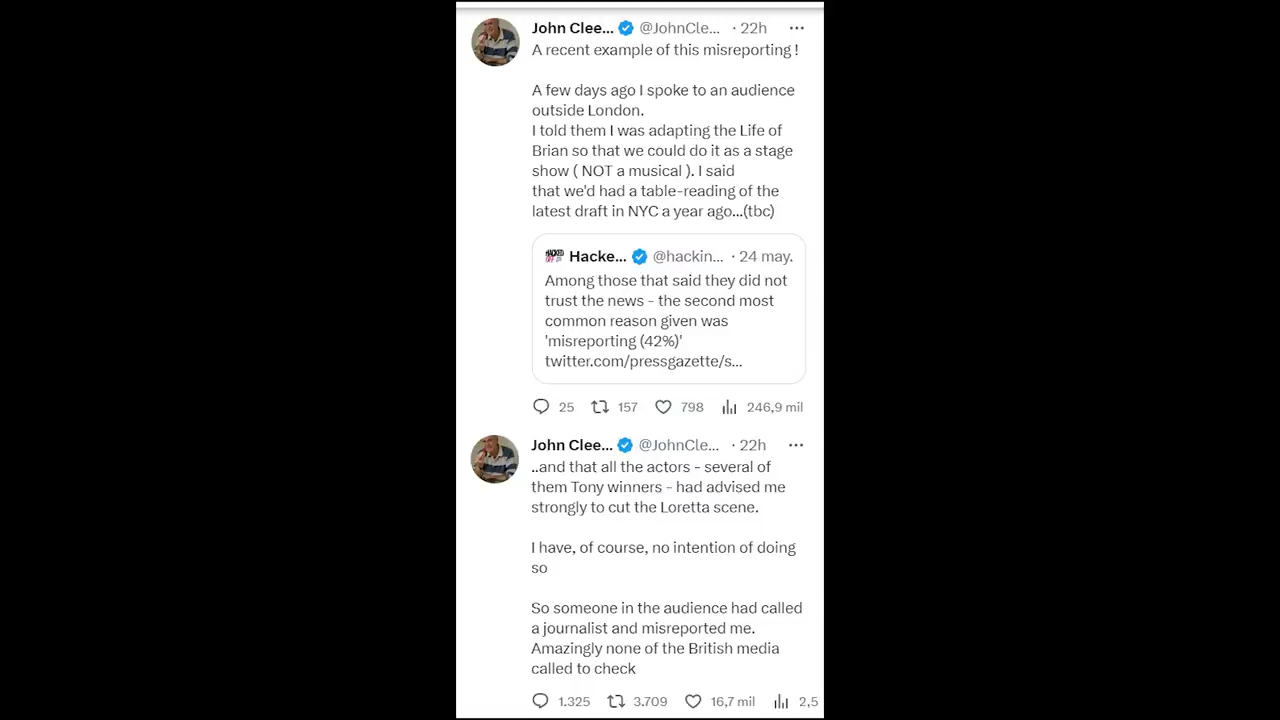 John Clee... @JohnCle... · 22h ···
A recent example of this misreporting !
A few days ago I spoke to an audience
outside London.
I told them I was adapting the Life of
Brian so that we could do it as a stage
show ( NOT a musical ). I said
that we'd had a table-reading of the
latest draft in NYC a year ago...(tbc)
Hacke... @hackin... · 24 may.
Among those that said they did not
trust the news - the second most
common reason given was
'misreporting (42%)'
twitter.com/pressgazette/s...
25 157 798 246,9 mil
John Clee... @JohnCle... · 22h ···
..and that all the actors - several of
them Tony winners - had advised me
strongly to cut the Loretta scene.
I have, of course, no intention of doing
so
So someone in the audience had called
a journalist and misreported me.
Amazingly none of the British media
called to check
1.325 3.709 16,7 mil 2,5